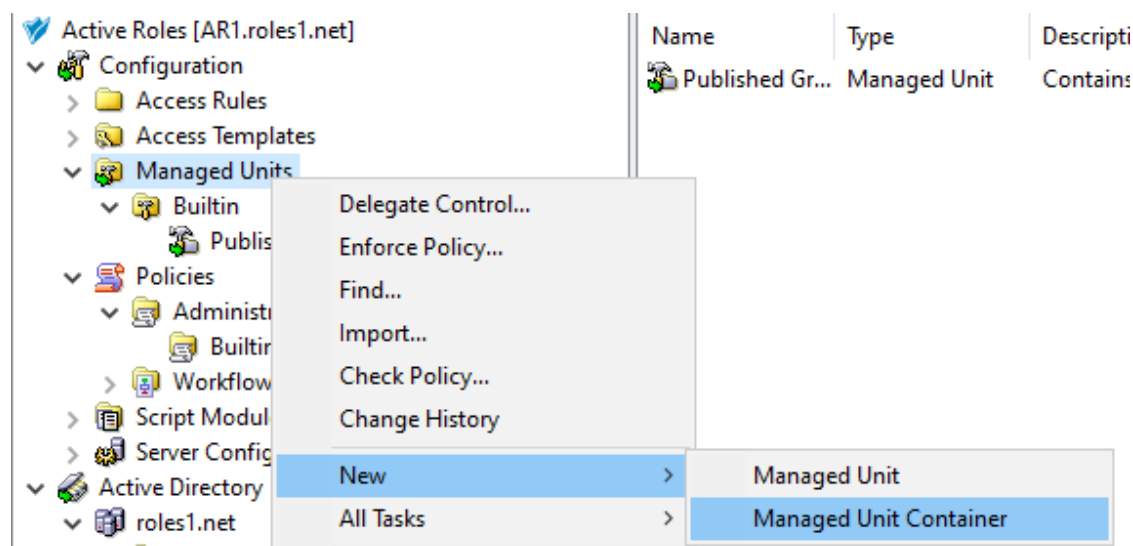 Active Roles [AR1.roles1.net]
Configuration
Access Rules
Access Templates
Managed Units
Builtin
Publis
Policies
Administr
Builtin
Workflow
Script Modul
Server Config
Active Directory
roles1.net
Name Type Descripti
Published Gr... Managed Unit Contains
Delegate Control...
Enforce Policy...
Find...
Import...
Check Policy...
Change History
New
All Tasks
Managed Unit
Managed Unit Container